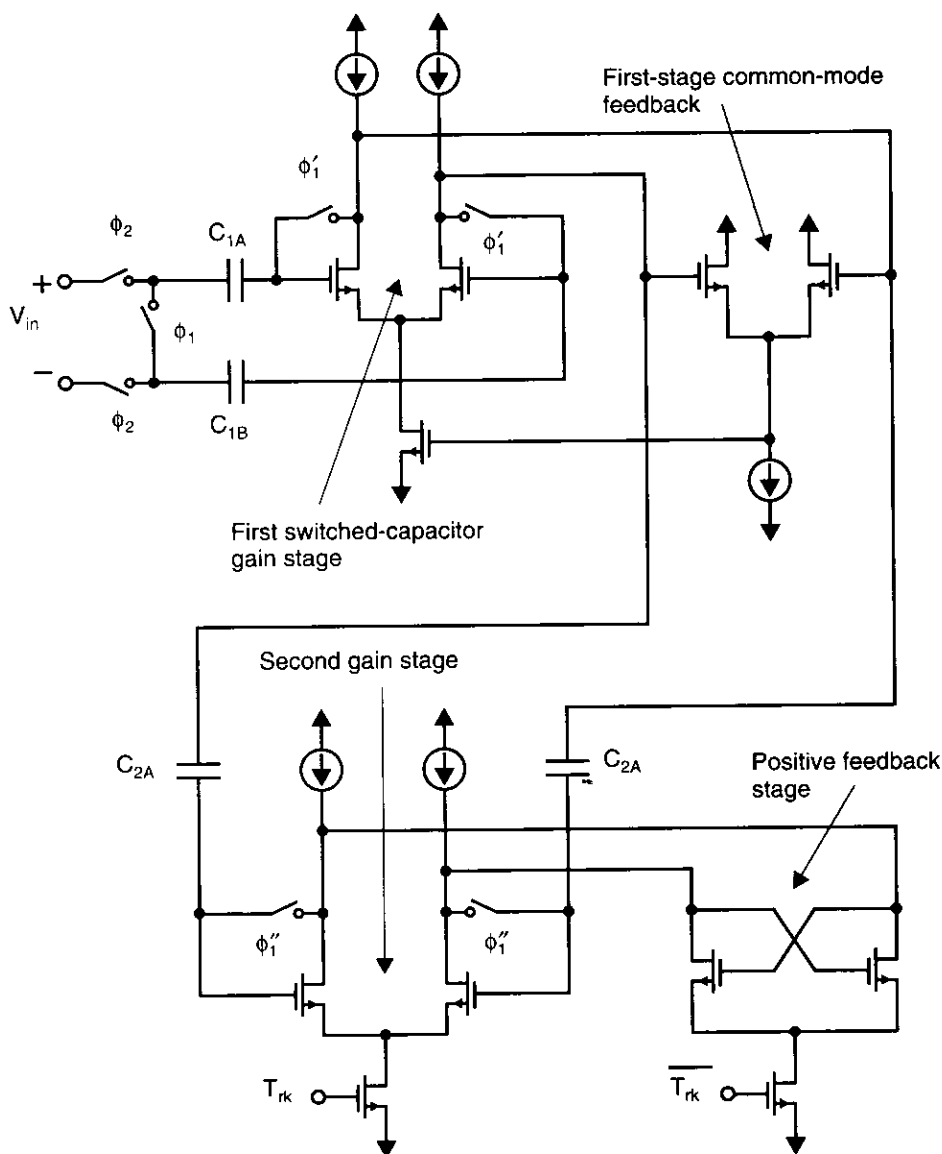 First-stage common-mode
feedback
ϕ′₁
ϕ₂
C₁A
ϕ′₁
+
Vin
ϕ₁
−
ϕ₂
C₁B
First switched-capacitor
gain stage
Second gain stage
C₂A
C₂A
Positive feedback
stage
ϕ″₁
ϕ″₁
Trk
T̅r̅k̅